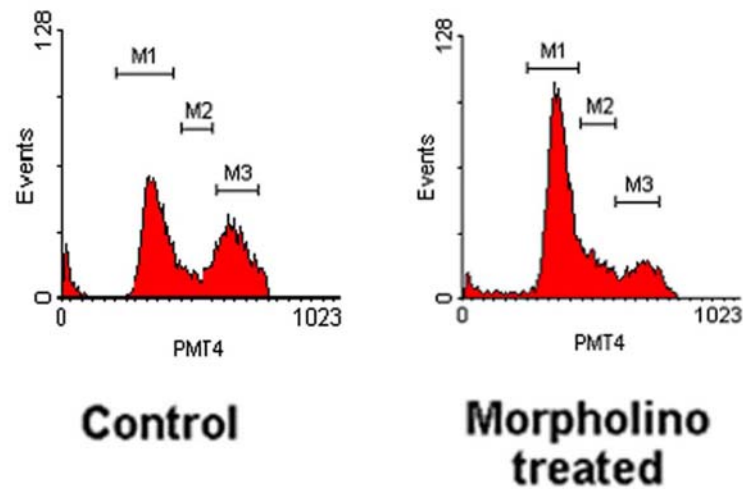 128
M1
M2
M3
Events
0
0
1023
PMT4
Control
128
M1
M2
M3
Events
0
0
1023
PMT4
Morpholino
treated